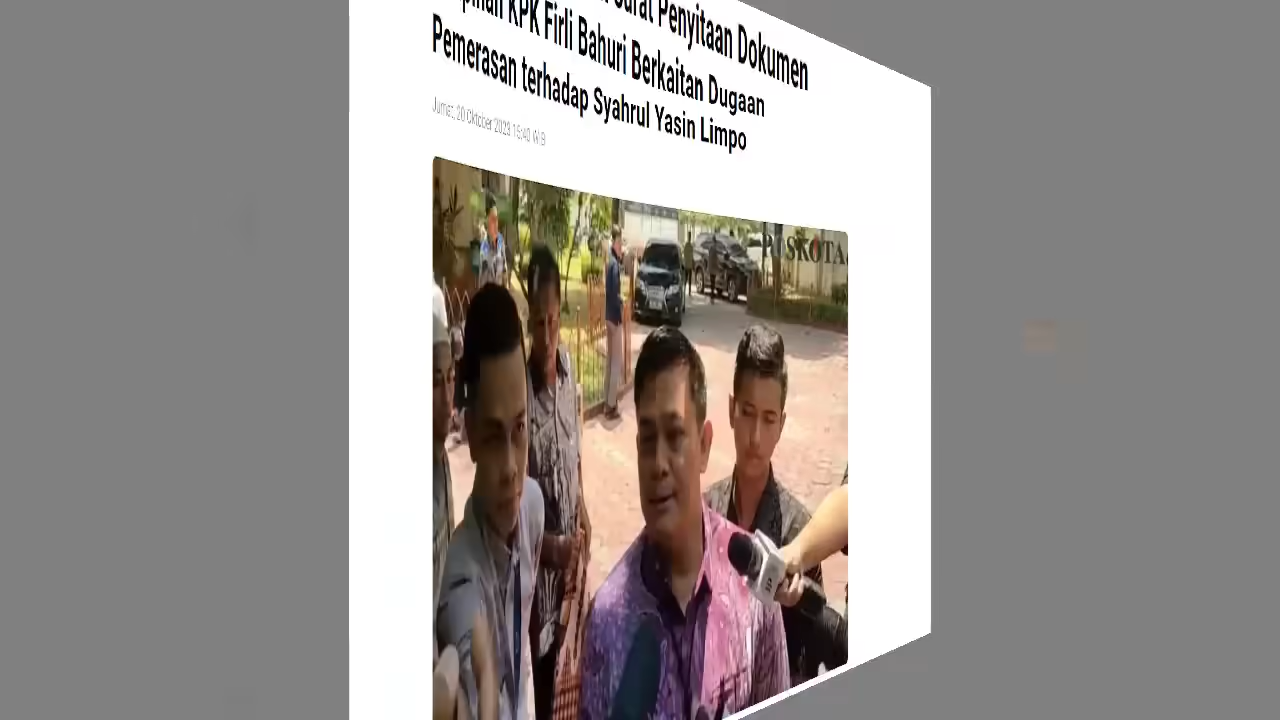 Surat Penyitaan Dokumen
KPK Firli Bahuri Berkaitan Dugaan
Pemerasan terhadap Syahrul Yasin Limpo
Jumat, 20 Oktober 2023 15:40 WIB
POSKOTA